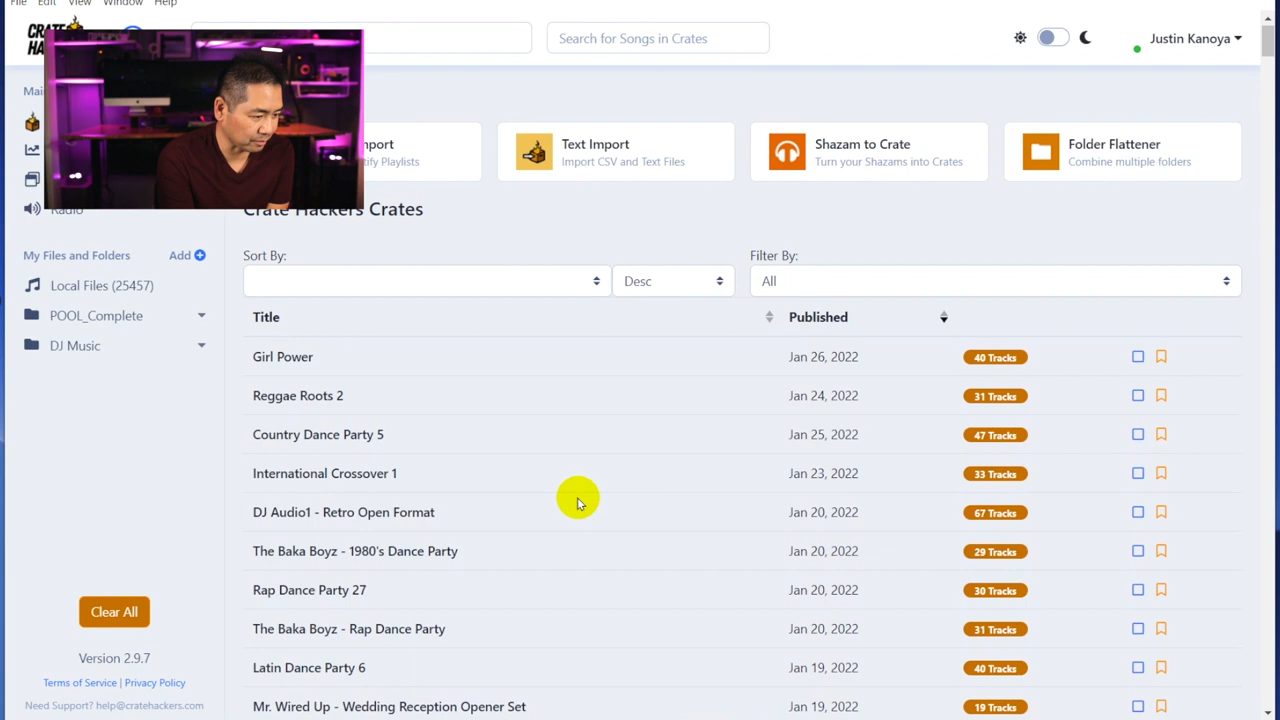 File Edit View Window Help
CRATE
HA
Search for Songs in Crates
Justin Kanoya
Mai
Text Import
Import CSV and Text Files
Shazam to Crate
Turn your Shazams into Crates
Folder Flattener
Combine multiple folders
Radio
Crate Hackers Crates
My Files and Folders
Add
Local Files (25457)
POOL_Complete
DJ Music
Sort By:
Desc
Filter By:
All
Title
Published
Girl Power
Jan 26, 2022
40 Tracks
Reggae Roots 2
Jan 24, 2022
31 Tracks
Country Dance Party 5
Jan 25, 2022
47 Tracks
International Crossover 1
Jan 23, 2022
33 Tracks
DJ Audio1 - Retro Open Format
Jan 20, 2022
67 Tracks
The Baka Boyz - 1980's Dance Party
Jan 20, 2022
29 Tracks
Rap Dance Party 27
Jan 20, 2022
30 Tracks
The Baka Boyz - Rap Dance Party
Jan 20, 2022
31 Tracks
Latin Dance Party 6
Jan 19, 2022
40 Tracks
Mr. Wired Up - Wedding Reception Opener Set
Jan 19, 2022
19 Tracks
Clear All
Version 2.9.7
Terms of Service | Privacy Policy
Need Support? help@cratehackers.com